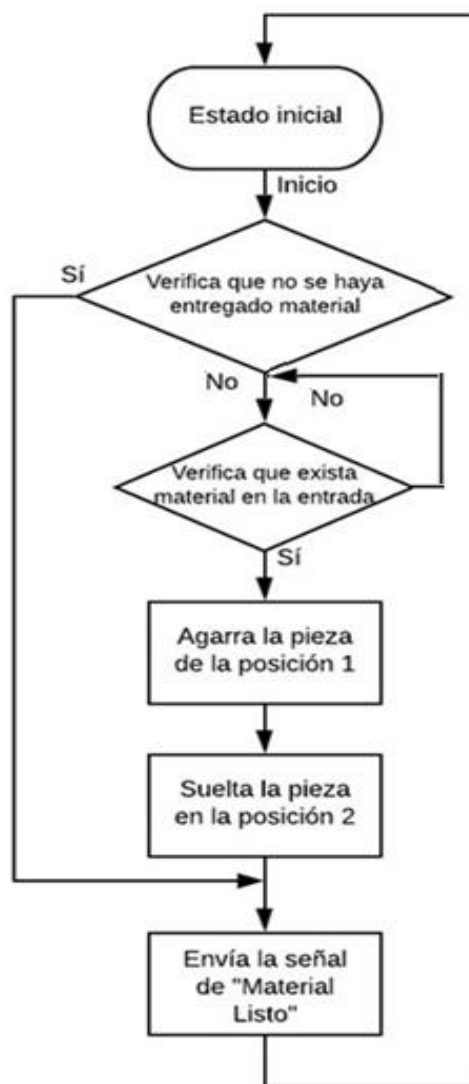 Estado inicial
Inicio
Sí
Verifica que no se haya
entregado material
No
No
Verifica que exista
material en la entrada
Sí
Agarra la pieza
de la posición 1
Suelta la pieza
en la posición 2
Envía la señal
de "Material
Listo"